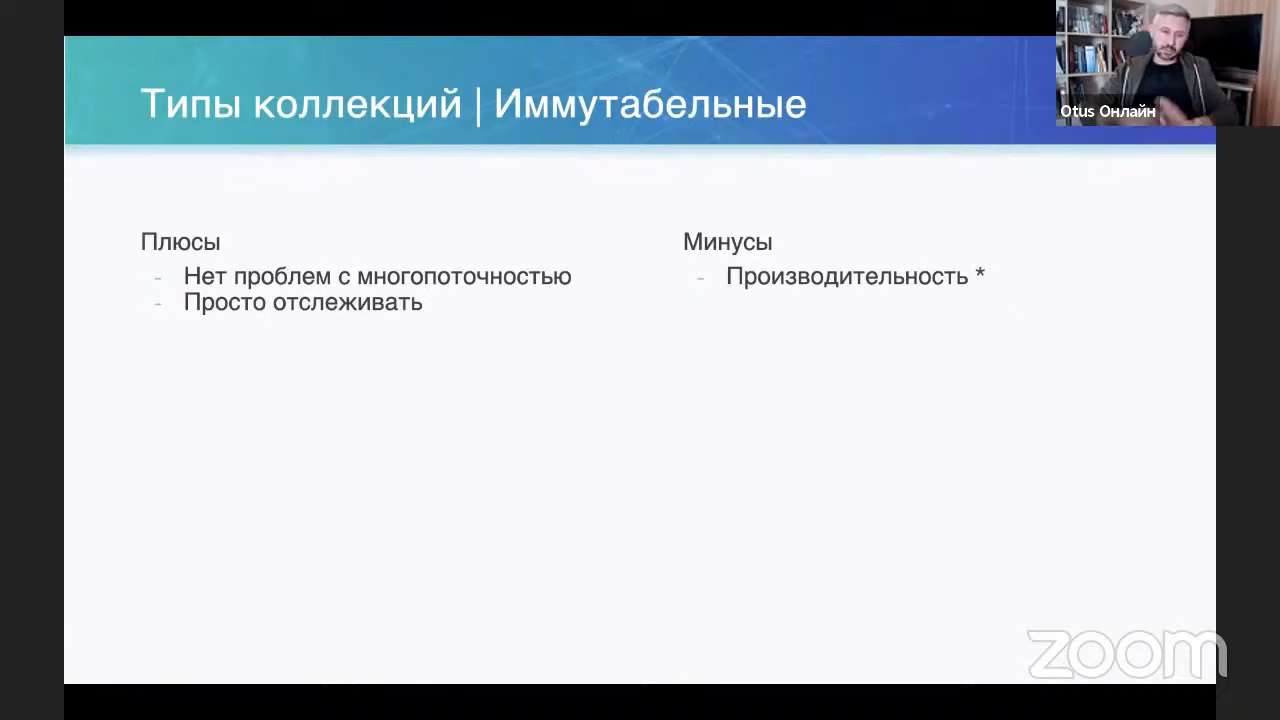 Типы коллекций | Иммутабельные
Otus Онлайн
Плюсы
- Нет проблем с многопоточностью
- Просто отслеживать
Минусы
- Производительность *
zoom